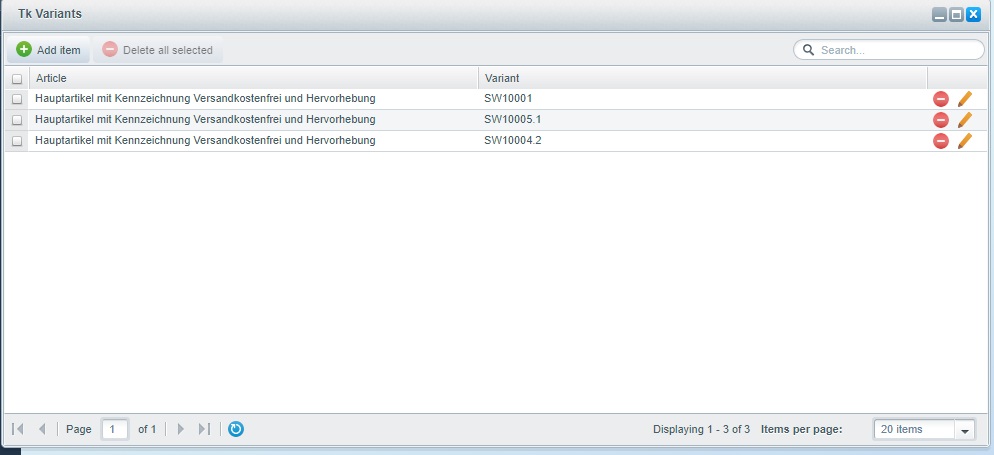 Tk Variants
Add item Delete all selected Search...
Article Variant
Hauptartikel mit Kennzeichnung Versandkostenfrei und Hervorhebung SW10001
Hauptartikel mit Kennzeichnung Versandkostenfrei und Hervorhebung SW10005.1
Hauptartikel mit Kennzeichnung Versandkostenfrei und Hervorhebung SW10004.2
Page 1 of 1 Displaying 1 - 3 of 3 Items per page: 20 items